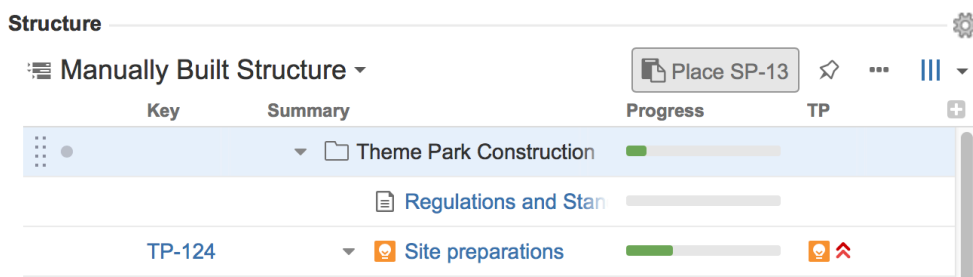 Structure
Manually Built Structure Place SP-13
Key Summary Progress TP
Theme Park Construction
Regulations and Stan
TP-124 Site preparations